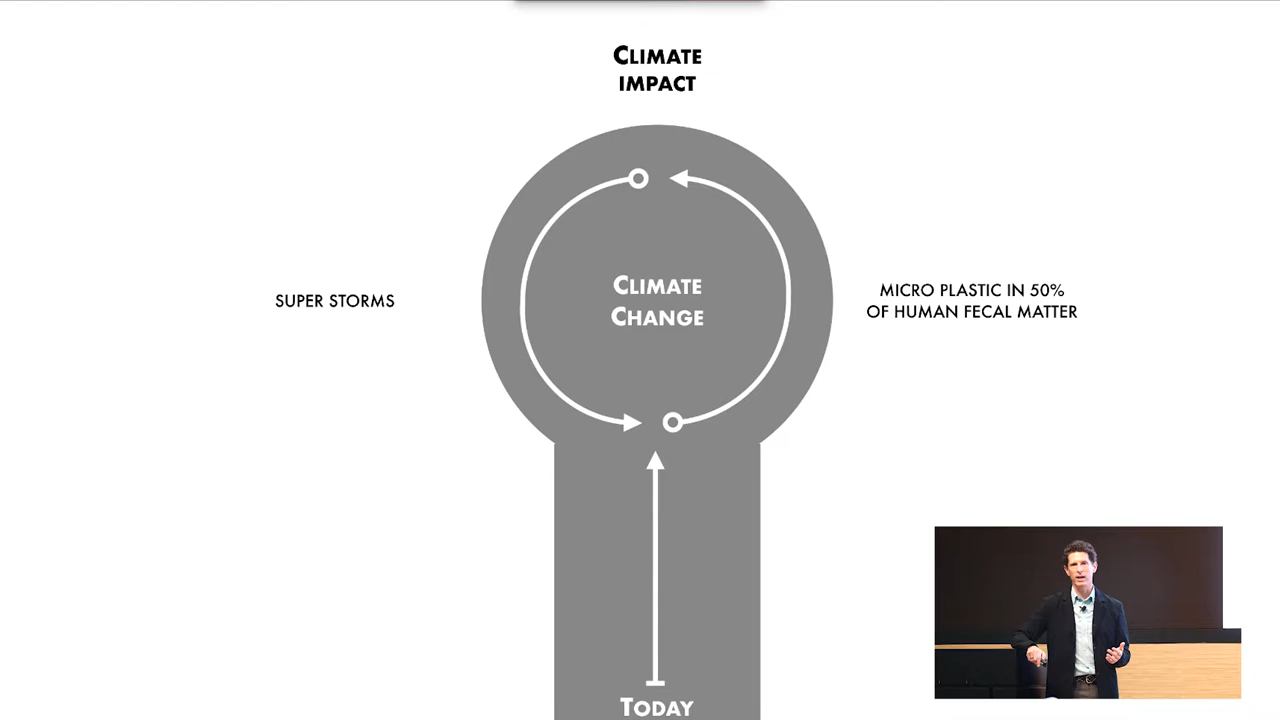 CLIMATE
IMPACT
CLIMATE
CHANGE
SUPER STORMS
MICRO PLASTIC IN 50%
OF HUMAN FECAL MATTER
TODAY